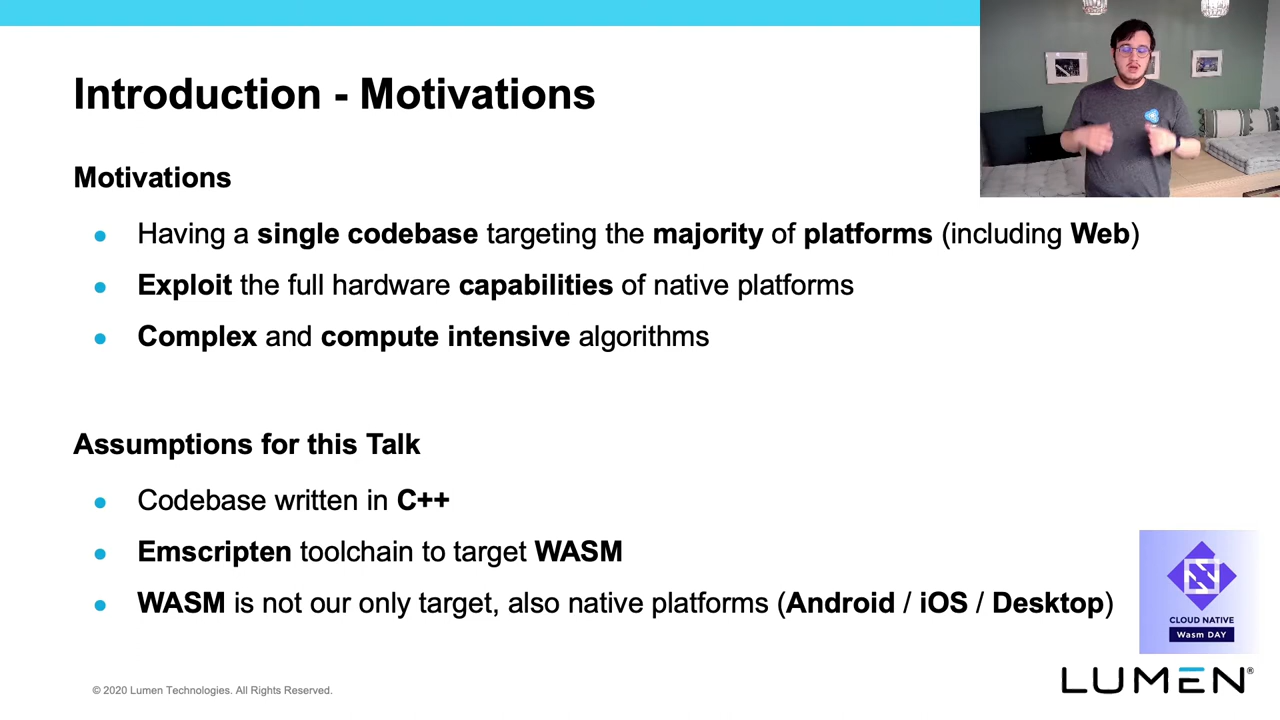 Introduction - Motivations
Motivations
● Having a single codebase targeting the majority of platforms (including Web)
● Exploit the full hardware capabilities of native platforms
● Complex and compute intensive algorithms
Assumptions for this Talk
● Codebase written in C++
● Emscripten toolchain to target WASM
● WASM is not our only target, also native platforms (Android / iOS / Desktop)
CLOUD NATIVE
Wasm DAY
LUMEN®
© 2020 Lumen Technologies. All Rights Reserved.